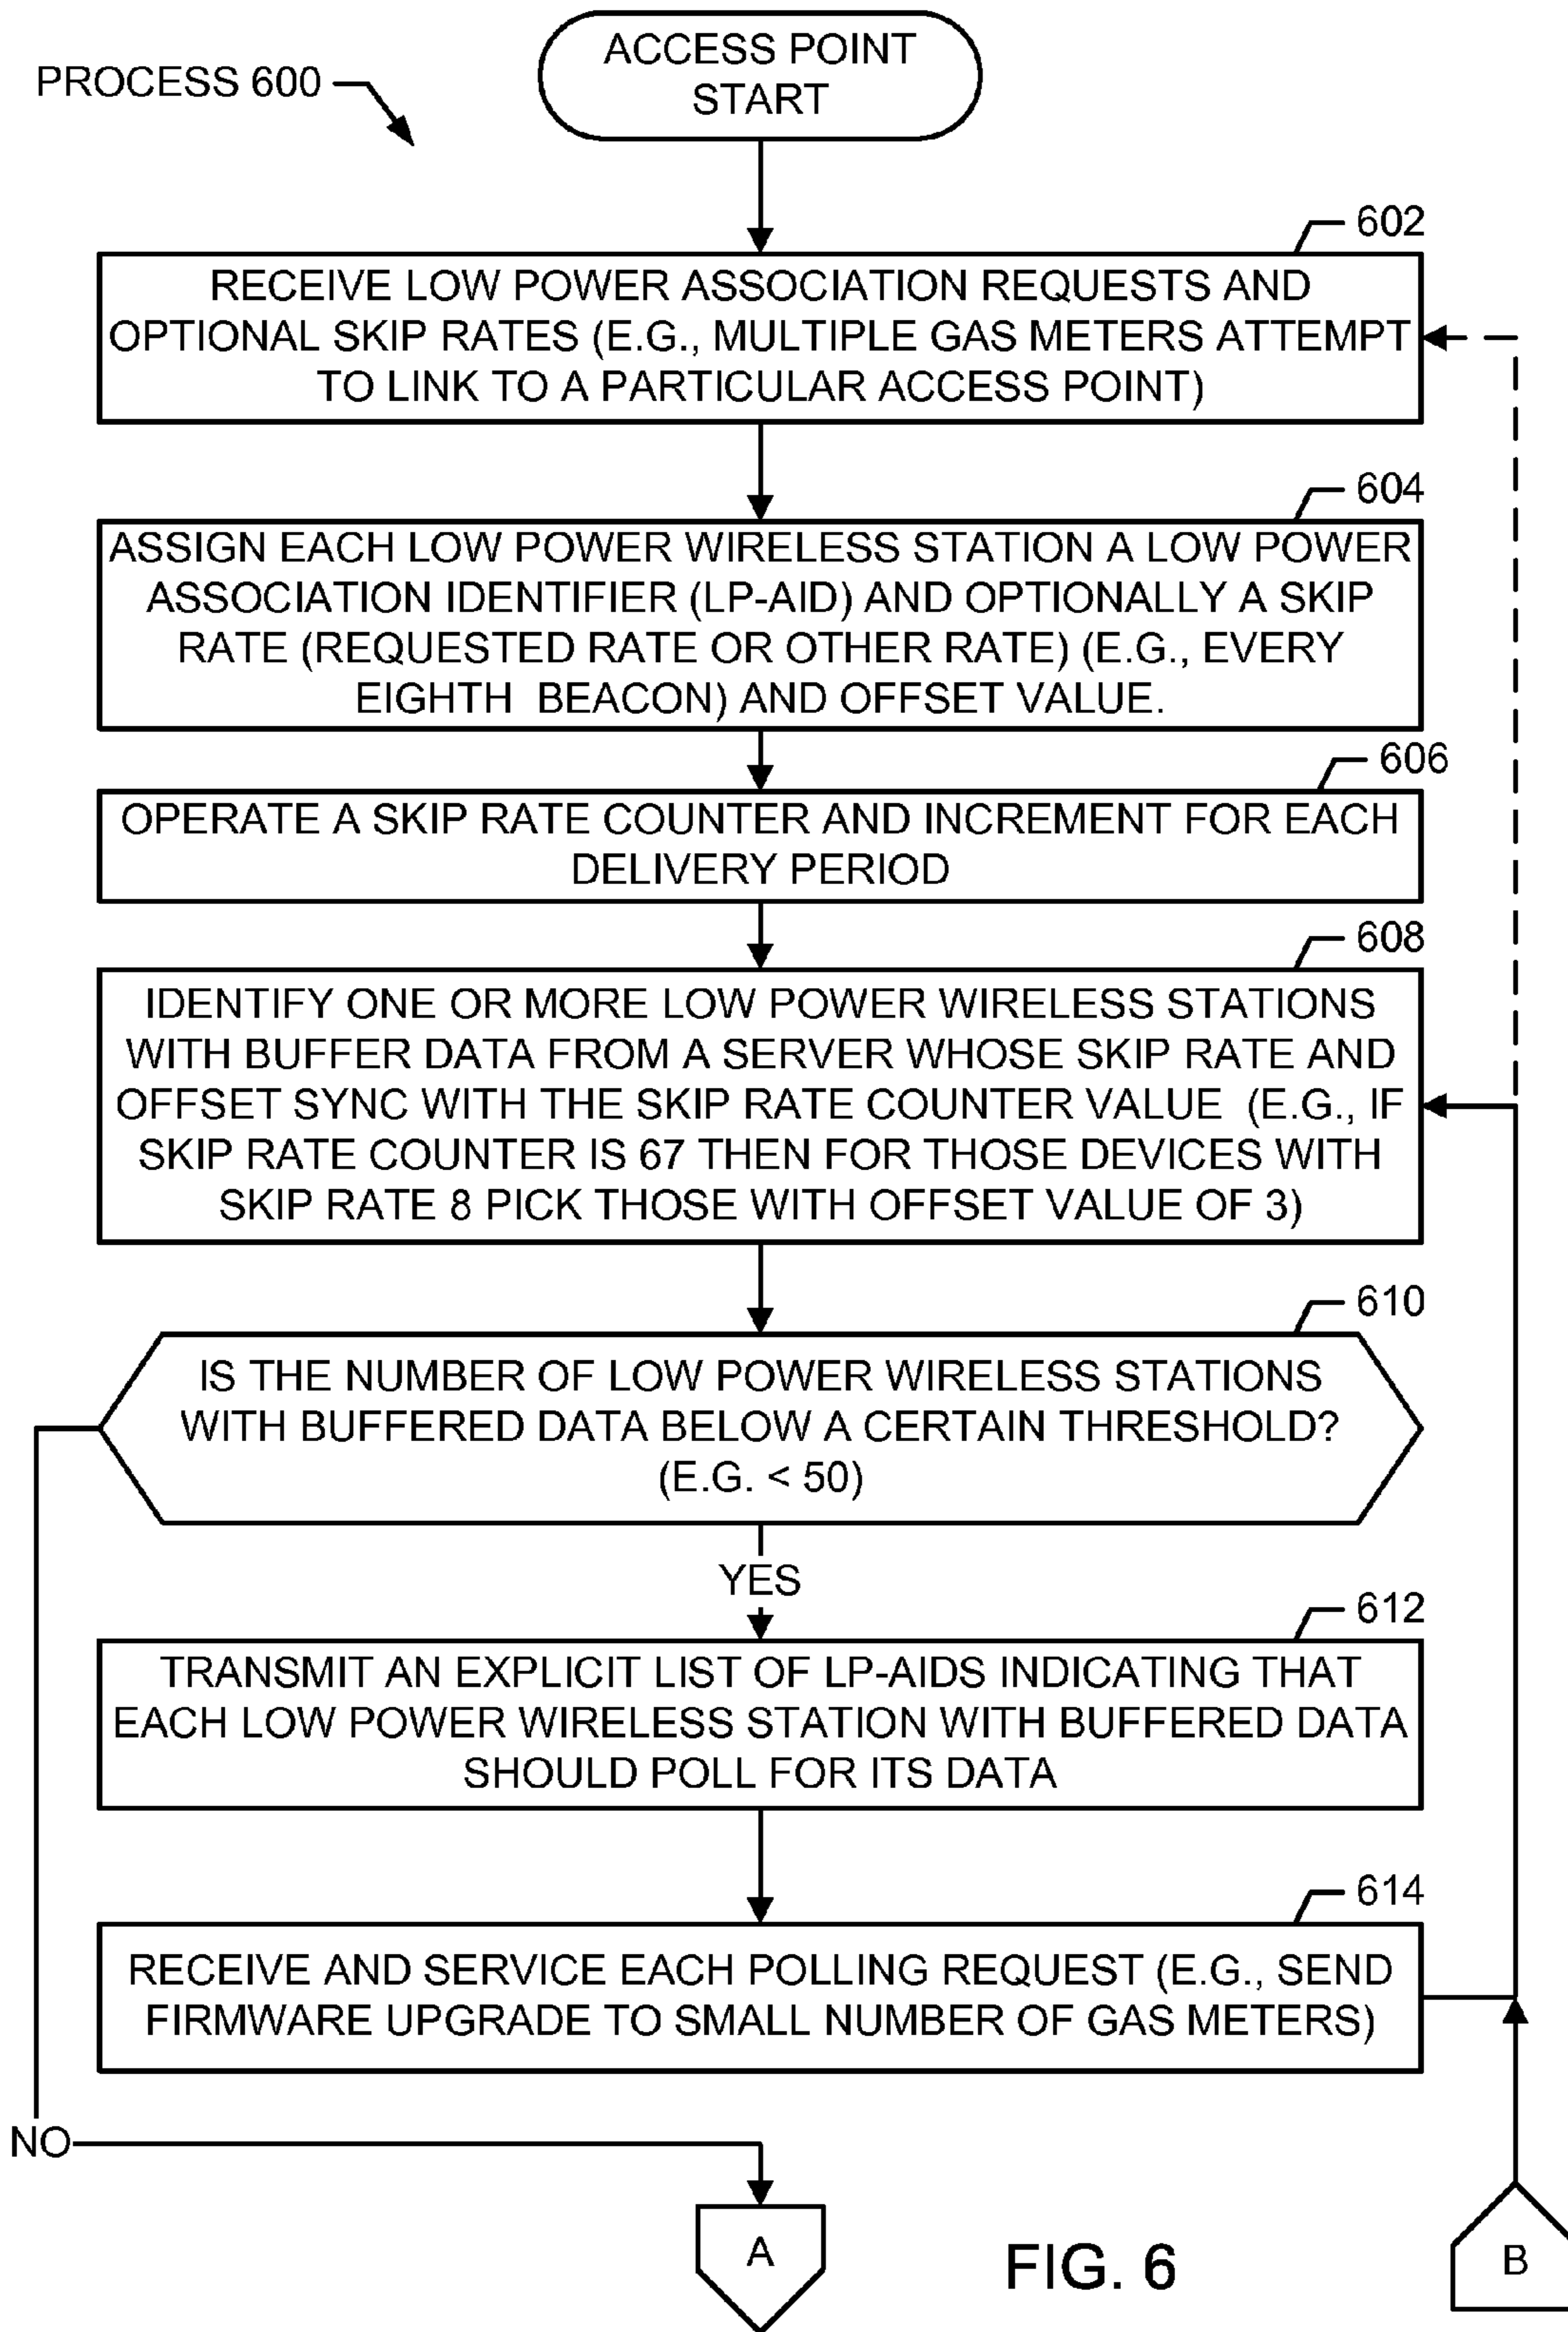 ACCESS POINT
START
PROCESS 600
602
RECEIVE LOW POWER ASSOCIATION REQUESTS AND
OPTIONAL SKIP RATES (E.G., MULTIPLE GAS METERS ATTEMPT
TO LINK TO A PARTICULAR ACCESS POINT)
604
ASSIGN EACH LOW POWER WIRELESS STATION A LOW POWER
ASSOCIATION IDENTIFIER (LP-AID) AND OPTIONALLY A SKIP
RATE (REQUESTED RATE OR OTHER RATE) (E.G., EVERY
EIGHTH BEACON) AND OFFSET VALUE.
606
OPERATE A SKIP RATE COUNTER AND INCREMENT FOR EACH
DELIVERY PERIOD
608
IDENTIFY ONE OR MORE LOW POWER WIRELESS STATIONS
WITH BUFFER DATA FROM A SERVER WHOSE SKIP RATE AND
OFFSET SYNC WITH THE SKIP RATE COUNTER VALUE (E.G., IF
SKIP RATE COUNTER IS 67 THEN FOR THOSE DEVICES WITH
SKIP RATE 8 PICK THOSE WITH OFFSET VALUE OF 3)
610
IS THE NUMBER OF LOW POWER WIRELESS STATIONS
WITH BUFFERED DATA BELOW A CERTAIN THRESHOLD?
(E.G. < 50)
YES
612
TRANSMIT AN EXPLICIT LIST OF LP-AIDS INDICATING THAT
EACH LOW POWER WIRELESS STATION WITH BUFFERED DATA
SHOULD POLL FOR ITS DATA
614
RECEIVE AND SERVICE EACH POLLING REQUEST (E.G., SEND
FIRMWARE UPGRADE TO SMALL NUMBER OF GAS METERS)
NO
A
FIG. 6
B